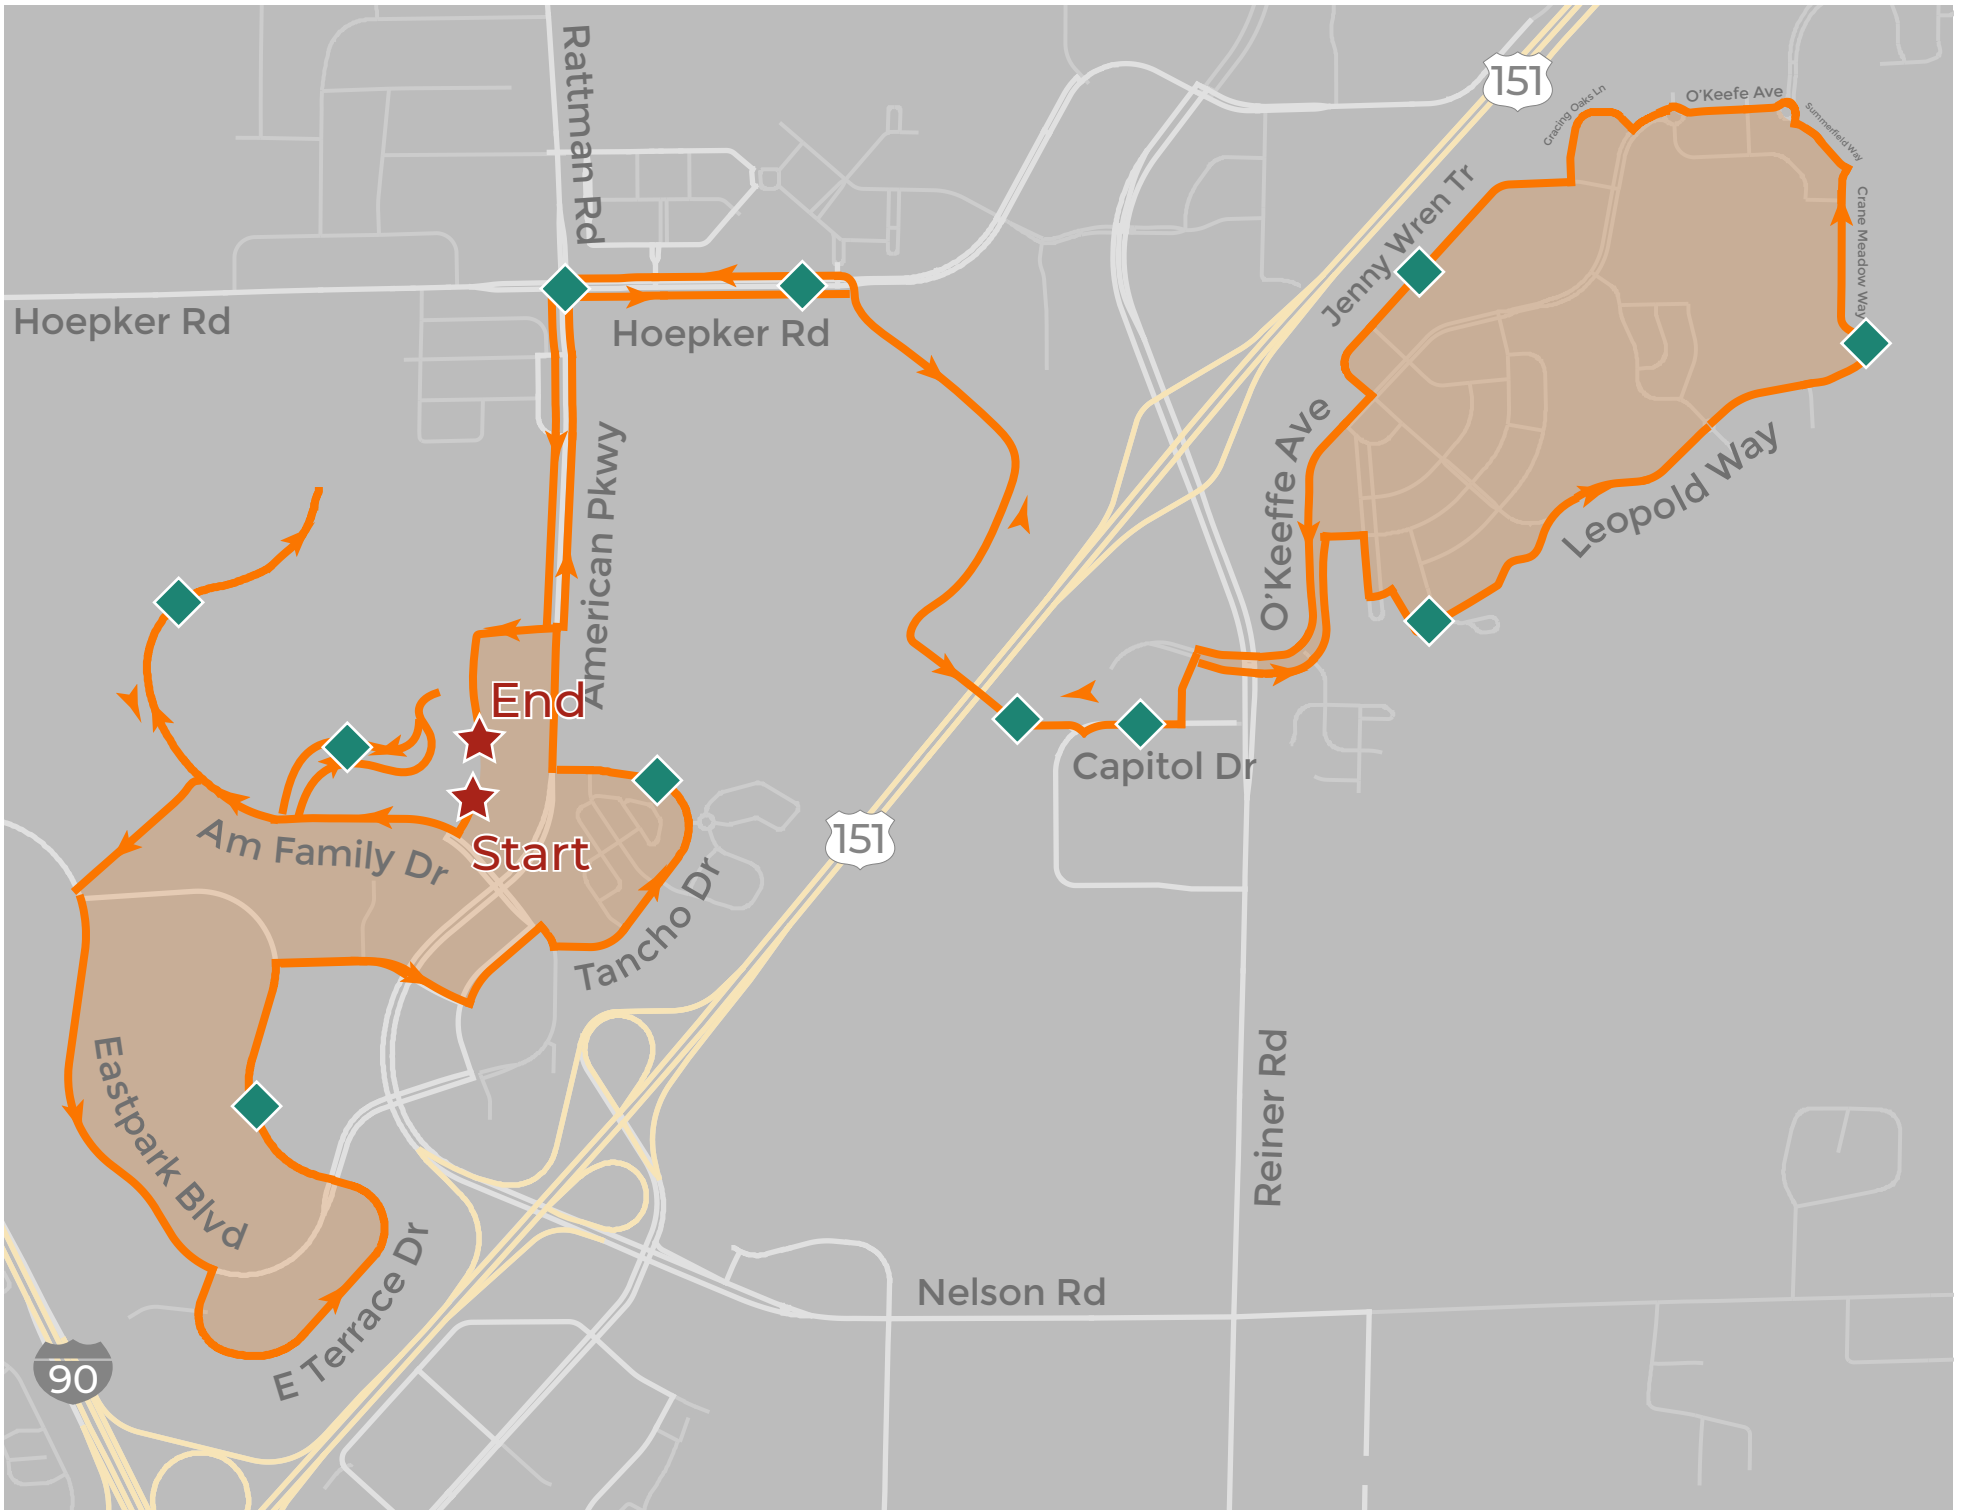 Rattman Rd
151
Gracing Oaks Ln
O'Keefe Ave
Summerfield Way
Crane Meadow Way
Jenny Wren Tr
Hoepker Rd
Hoepker Rd
O'Keeffe Ave
American Pkwy
Leopold Way
End
Start
Capitol Dr
151
Am Family Dr
Tancho Dr
Eastpark Blvd
Reiner Rd
E Terrace Dr
Nelson Rd
90